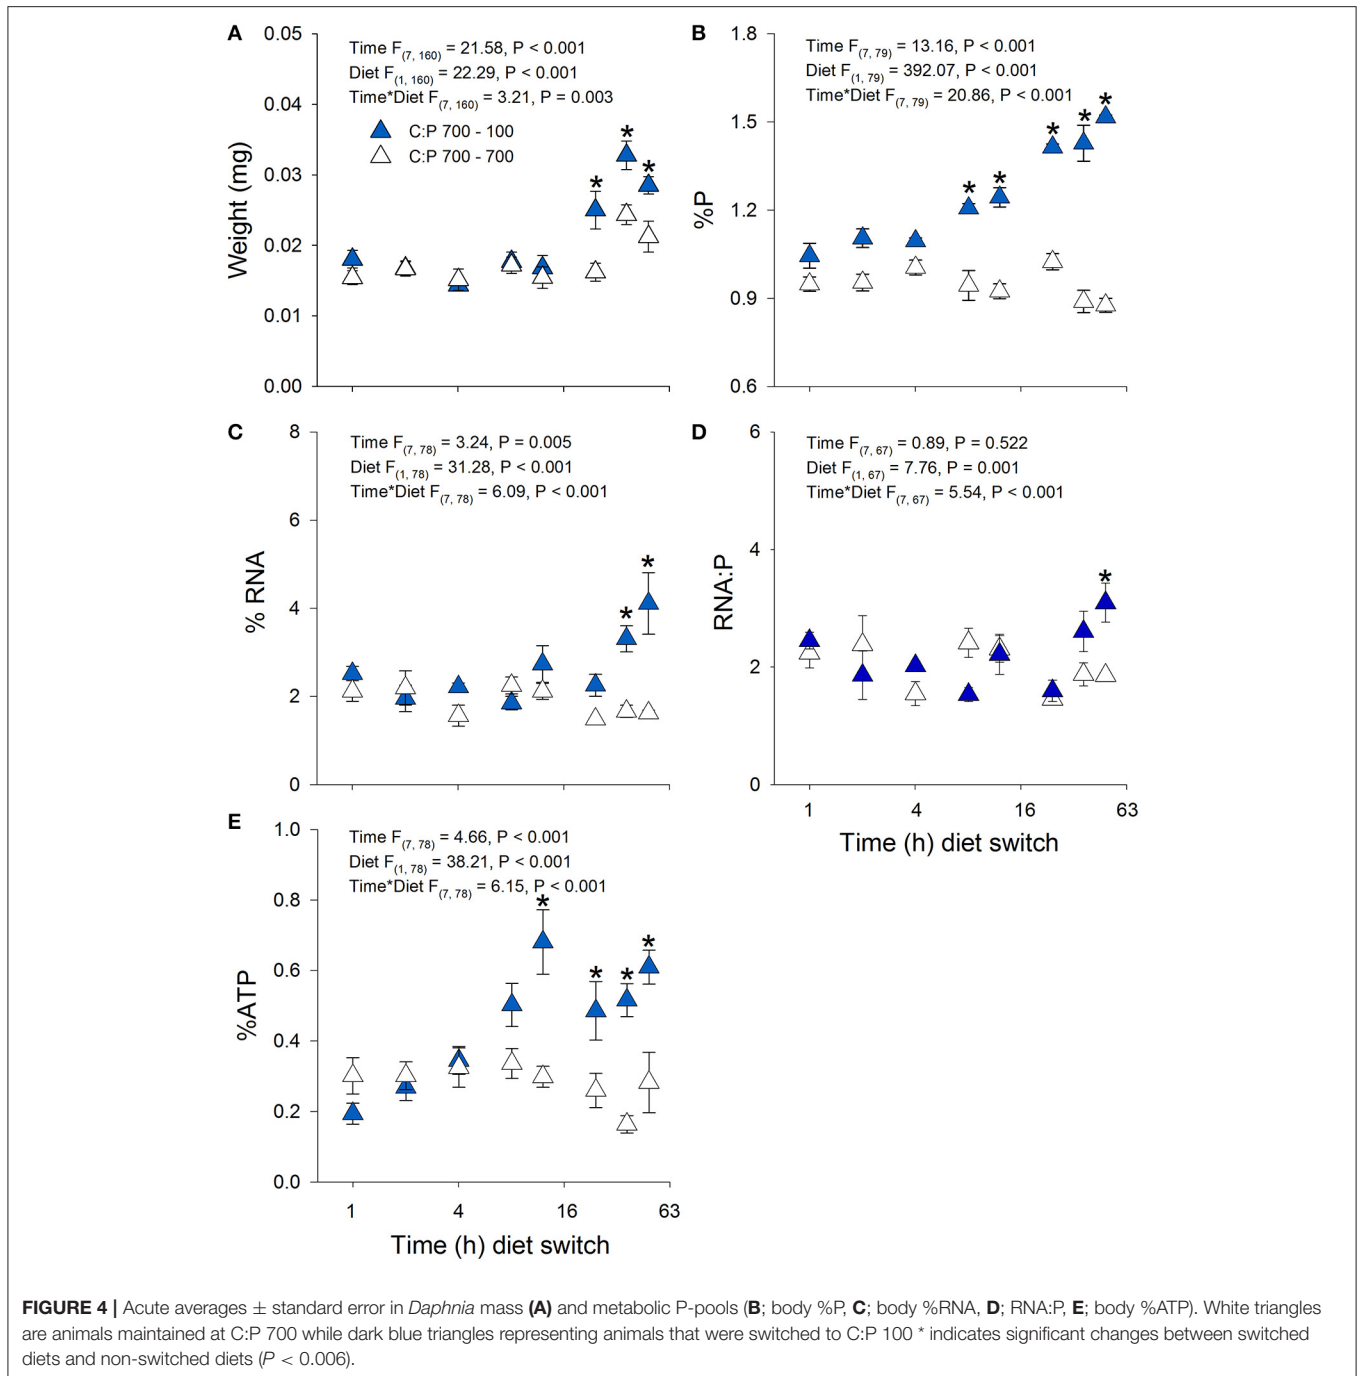 A
0.05
0.04
0.03
0.02
0.01
0.00
Weight (mg)
Time F(7, 160) = 21.58, P < 0.001
Diet F(1, 160) = 22.29, P < 0.001
Time*Diet F(7, 160) = 3.21, P = 0.003
C:P 700 - 100
C:P 700 - 700
*
*
*
B
1.8
1.5
1.2
0.9
0.6
%P
Time F(7, 79) = 13.16, P < 0.001
Diet F(1, 79) = 392.07, P < 0.001
Time*Diet F(7, 79) = 20.86, P < 0.001
*
*
*
*
*
C
8
6
4
2
0
% RNA
Time F(7, 78) = 3.24, P = 0.005
Diet F(1, 78) = 31.28, P < 0.001
Time*Diet F(7, 78) = 6.09, P < 0.001
*
*
D
6
4
2
0
RNA:P
Time F(7, 67) = 0.89, P = 0.522
Diet F(1, 67) = 7.76, P = 0.001
Time*Diet F(7, 67) = 5.54, P < 0.001
*
1 4 16 63
Time (h) diet switch
E
1.0
0.8
0.6
0.4
0.2
0.0
%ATP
Time F(7, 78) = 4.66, P < 0.001
Diet F(1, 78) = 38.21, P < 0.001
Time*Diet F(7, 78) = 6.15, P < 0.001
*
*
*
*
1 4 16 63
Time (h) diet switch
FIGURE 4 | Acute averages ± standard error in Daphnia mass (A) and metabolic P-pools (B; body %P, C; body %RNA, D; RNA:P, E; body %ATP). White triangles
are animals maintained at C:P 700 while dark blue triangles representing animals that were switched to C:P 100 * indicates significant changes between switched
diets and non-switched diets (P < 0.006).